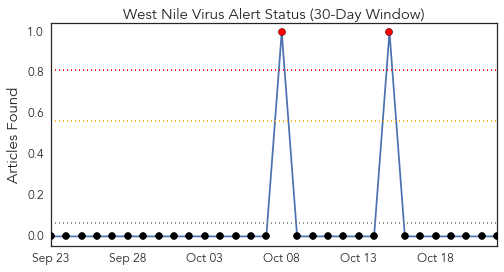 West Nile Virus Alert Status (30-Day Window)
Articles Found
1.0
0.8
0.6
0.4
0.2
0.0
Sep 23 Sep 28 Oct 03 Oct 08 Oct 13 Oct 18